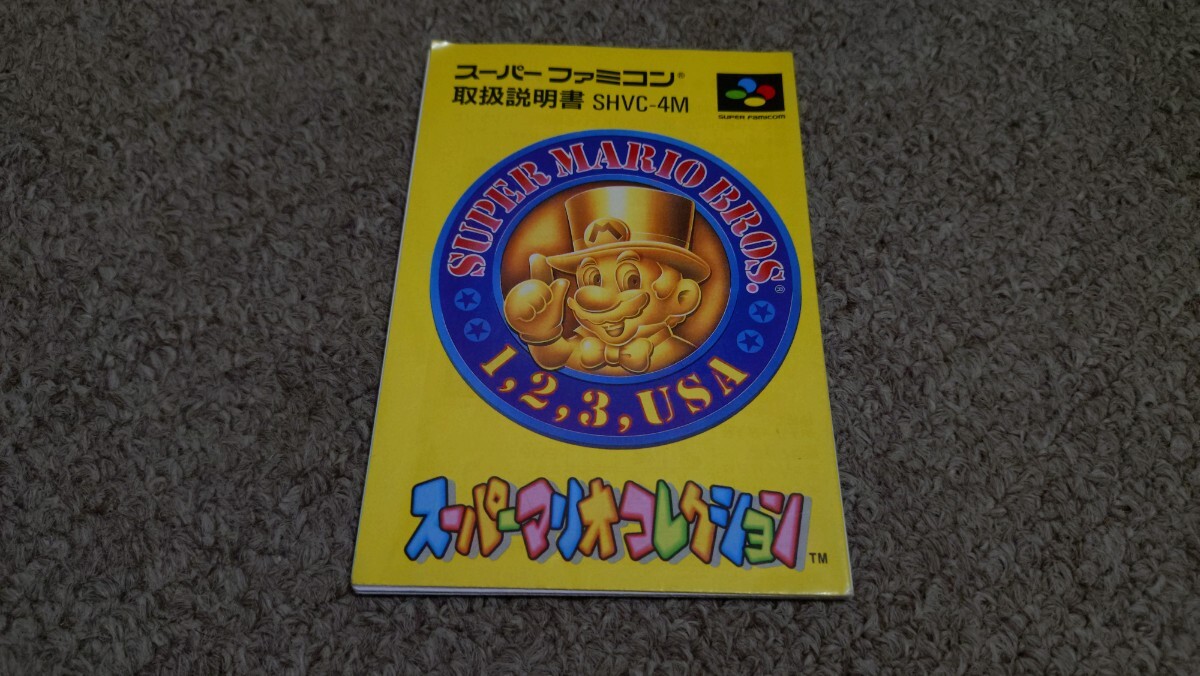 スーパーファミコン®
取扱説明書 SHVC-4M
SUPER FAMICOM
SUPER MARIO BROS.®
M
1,2,3,USA
スーパーマリオコレクション™